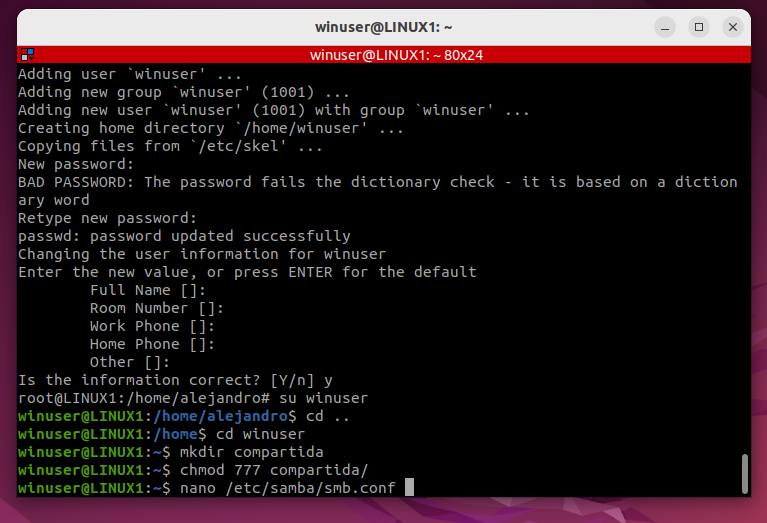 winuser@LINUX1: ~
winuser@LINUX1: ~ 80x24
Adding user `winuser' ...
Adding new group `winuser' (1001) ...
Adding new user `winuser' (1001) with group `winuser' ...
Creating home directory `/home/winuser' ...
Copying files from `/etc/skel' ...
New password:
BAD PASSWORD: The password fails the dictionary check - it is based on a diction
ary word
Retype new password:
passwd: password updated successfully
Changing the user information for winuser
Enter the new value, or press ENTER for the default
Full Name []:
Room Number []:
Work Phone []:
Home Phone []:
Other []:
Is the information correct? [Y/n] y
root@LINUX1:/home/alejandro# su winuser
winuser@LINUX1:/home/alejandro$ cd ..
winuser@LINUX1:/home$ cd winuser
winuser@LINUX1:~$ mkdir compartida
winuser@LINUX1:~$ chmod 777 compartida/
winuser@LINUX1:~$ nano /etc/samba/smb.conf